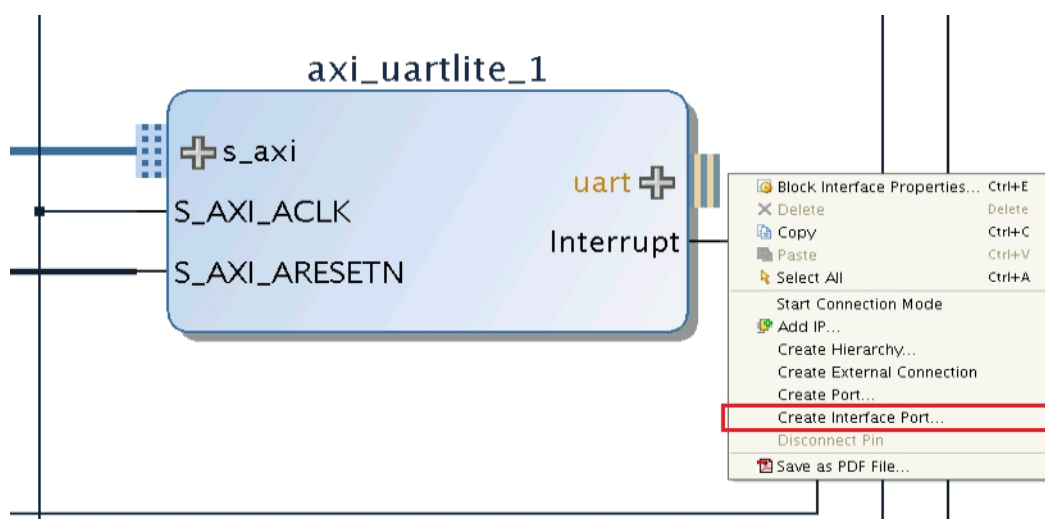 axi_uartlite_1
s_axi
uart
S_AXI_ACLK
Interrupt
S_AXI_ARESETN
Block Interface Properties... Ctrl+E
Delete Delete
Copy Ctrl+C
Paste Ctrl+V
Select All Ctrl+A
Start Connection Mode
Add IP...
Create Hierarchy...
Create External Connection
Create Port...
Create Interface Port...
Disconnect Pin
Save as PDF File...